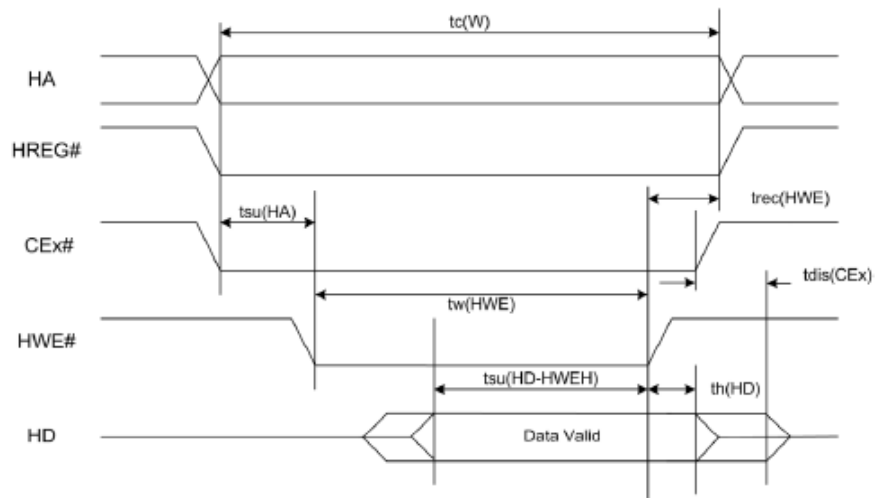 tc(W)
HA
HREG#
tsu(HA)
trec(HWE)
CEx#
tdis(CEx)
tw(HWE)
HWE#
tsu(HD-HWEH)
th(HD)
HD
Data Valid